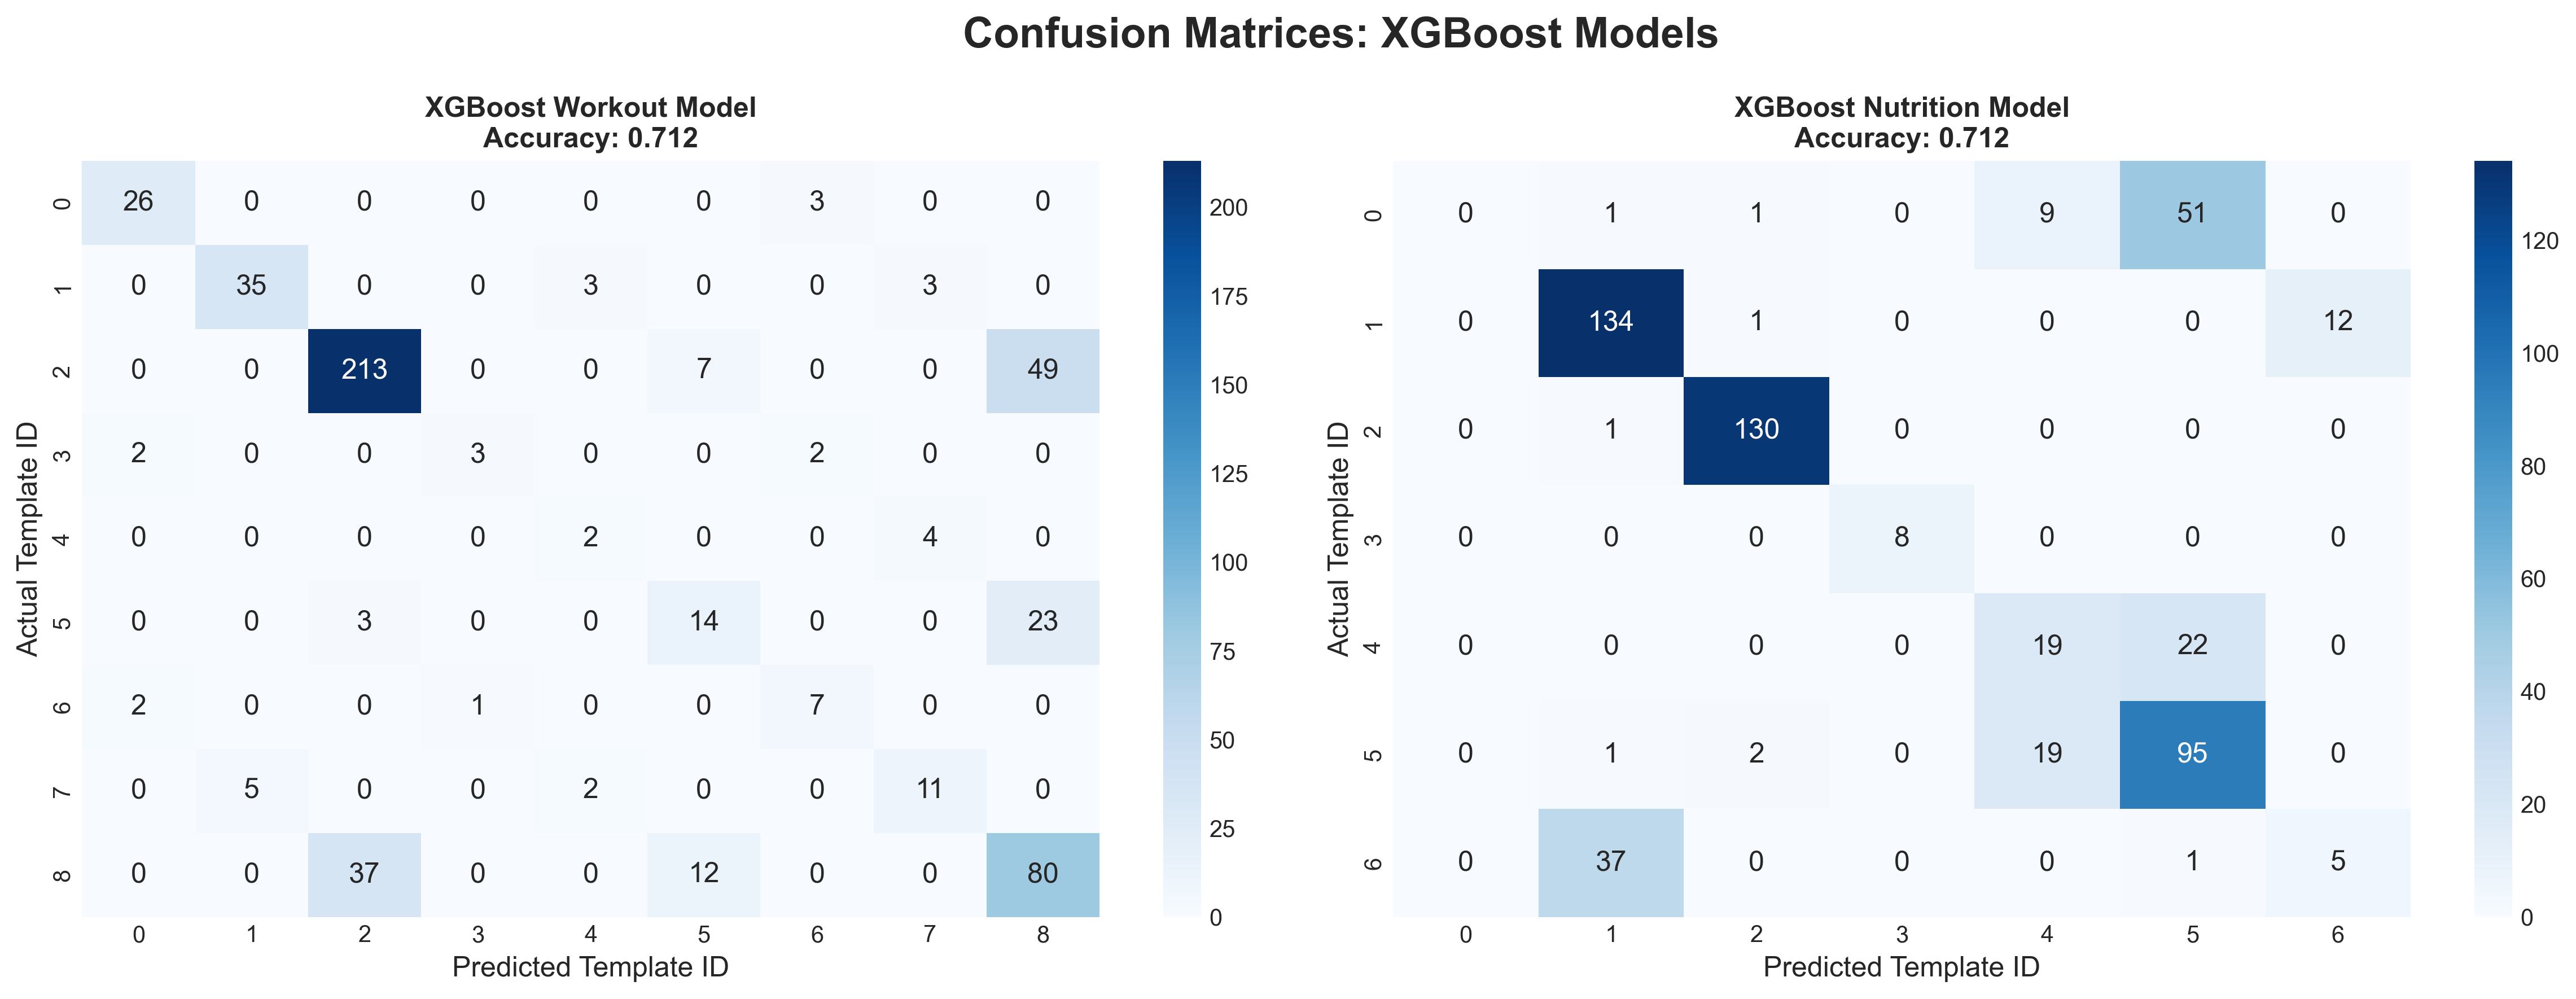 Confusion Matrices: XGBoost Models
XGBoost Workout Model
Accuracy: 0.712
Actual Template ID
0 26 0 0 0 0 0 3 0 0
1 0 35 0 0 3 0 0 3 0
2 0 0 213 0 0 7 0 0 49
3 2 0 0 3 0 0 2 0 0
4 0 0 0 0 2 0 0 4 0
5 0 0 3 0 0 14 0 0 23
6 2 0 0 1 0 0 7 0 0
7 0 5 0 0 2 0 0 11 0
8 0 0 37 0 0 12 0 0 80
0 1 2 3 4 5 6 7 8
Predicted Template ID
200
175
150
125
100
75
50
25
0
XGBoost Nutrition Model
Accuracy: 0.712
Actual Template ID
0 0 1 1 0 9 51 0
1 0 134 1 0 0 0 12
2 0 1 130 0 0 0 0
3 0 0 0 8 0 0 0
4 0 0 0 0 19 22 0
5 0 1 2 0 19 95 0
6 0 37 0 0 0 1 5
0 1 2 3 4 5 6
Predicted Template ID
120
100
80
60
40
20
0